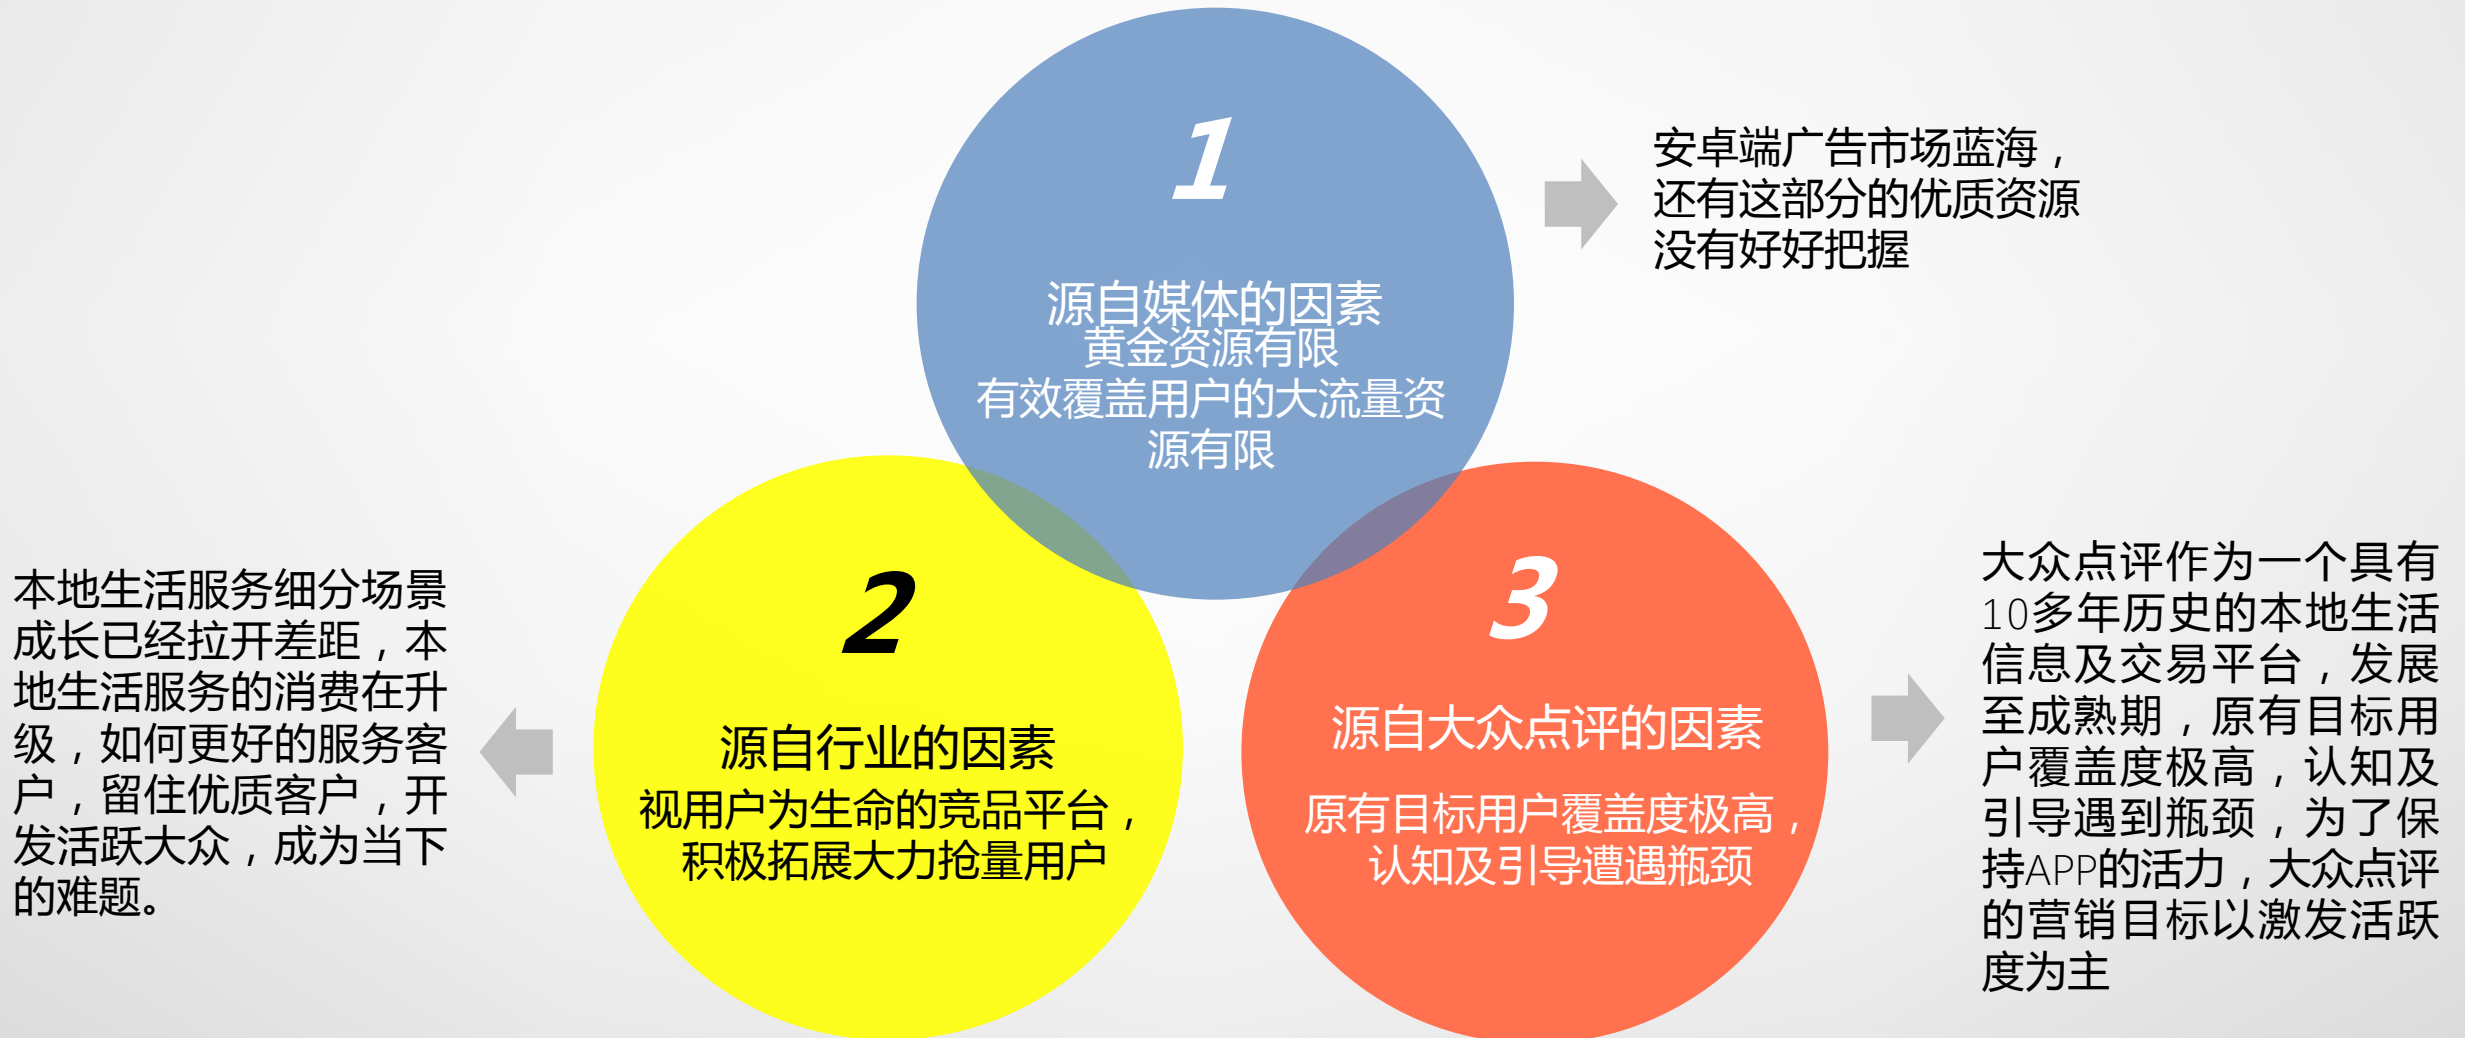 1
源自媒体的因素
黄金资源有限
有效覆盖用户的大流量资
源有限
安卓端广告市场蓝海，
还有这部分的优质资源
没有好好把握
2
源自行业的因素
视用户为生命的竞品平台，
积极拓展大力抢量用户
本地生活服务细分场景
成长已经拉开差距，本
地生活服务的消费在升
级，如何更好的服务客
户，留住优质客户，开
发活跃大众，成为当下
的难题。
3
源自大众点评的因素
原有目标用户覆盖度极高，
认知及引导遭遇瓶颈
大众点评作为一个具有
10多年历史的本地生活
信息及交易平台，发展
至成熟期，原有目标用
户覆盖度极高，认知及
引导遇到瓶颈，为了保
持APP的活力，大众点评
的营销目标以激发活跃
度为主